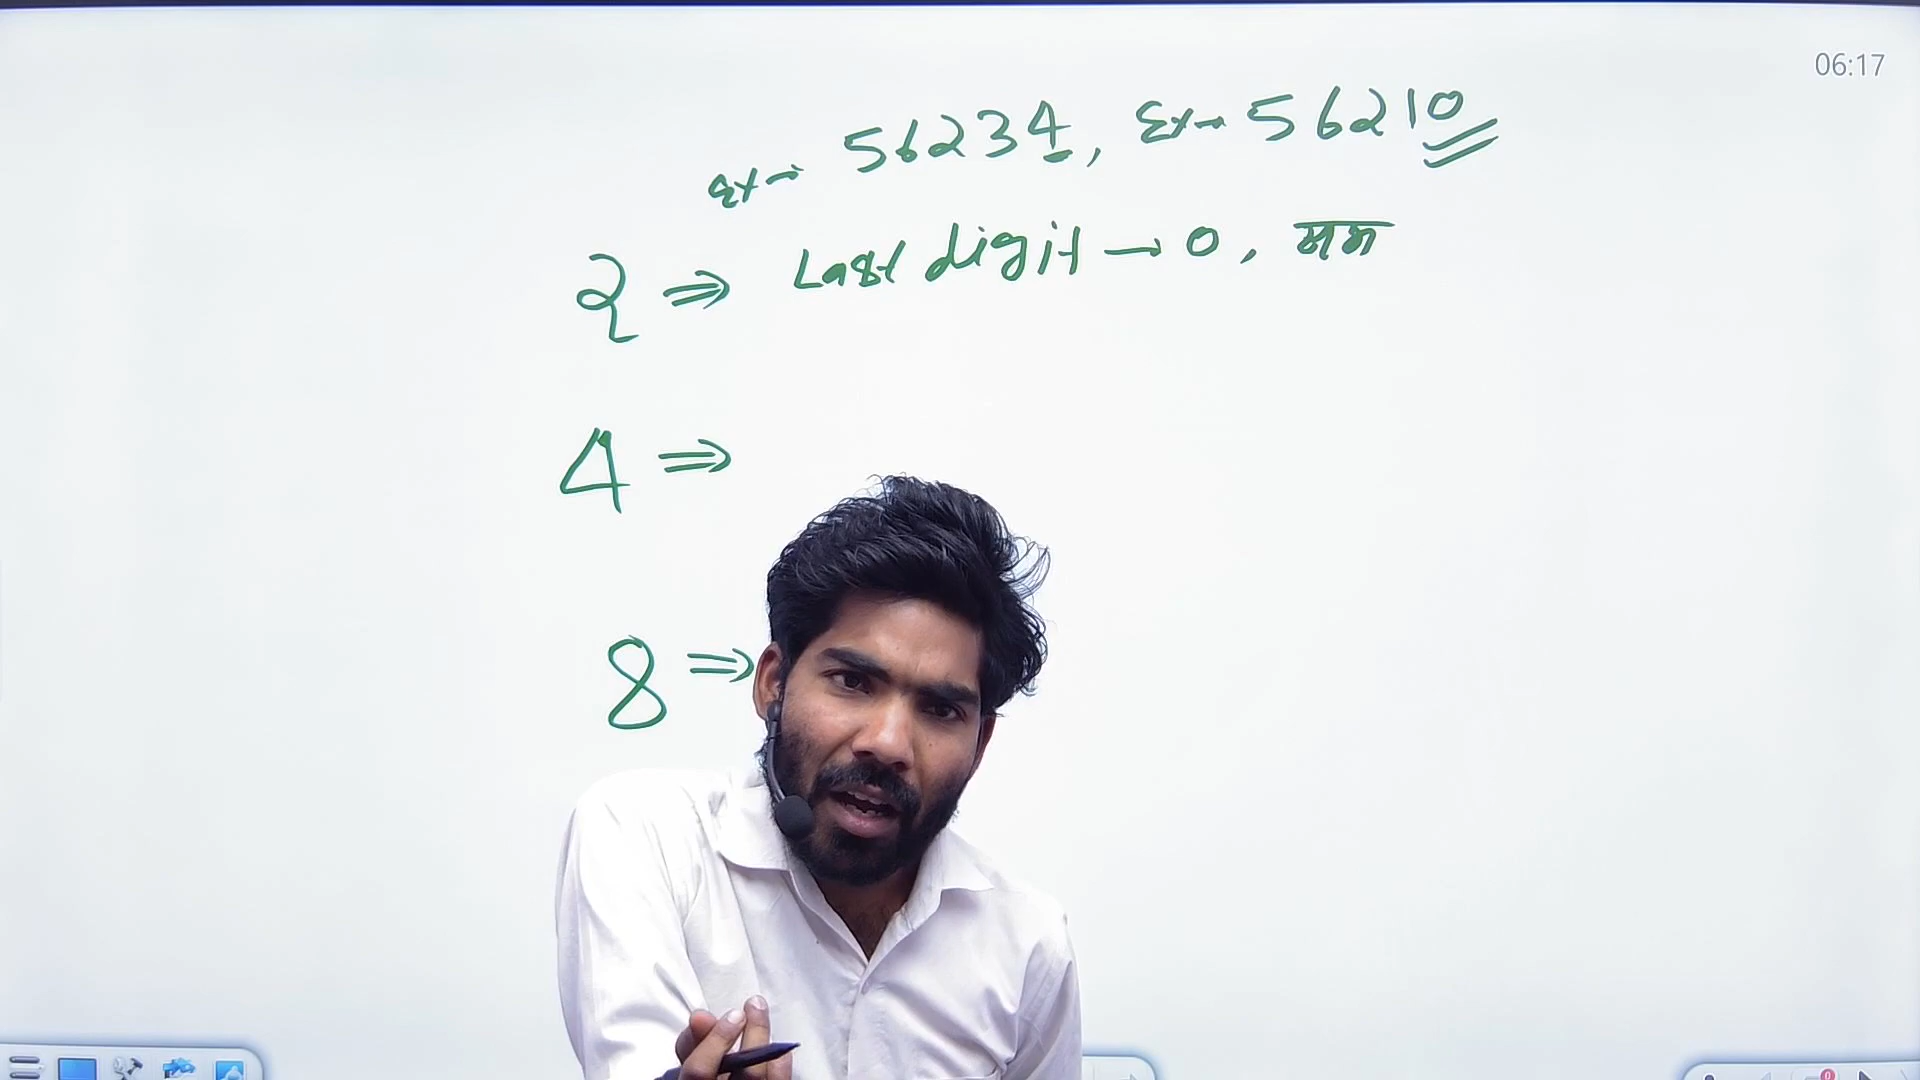 06:17
Ex→ 56234, Ex→ 56210
2 ⇒ Last digit → 0, सम
4 ⇒
8 ⇒